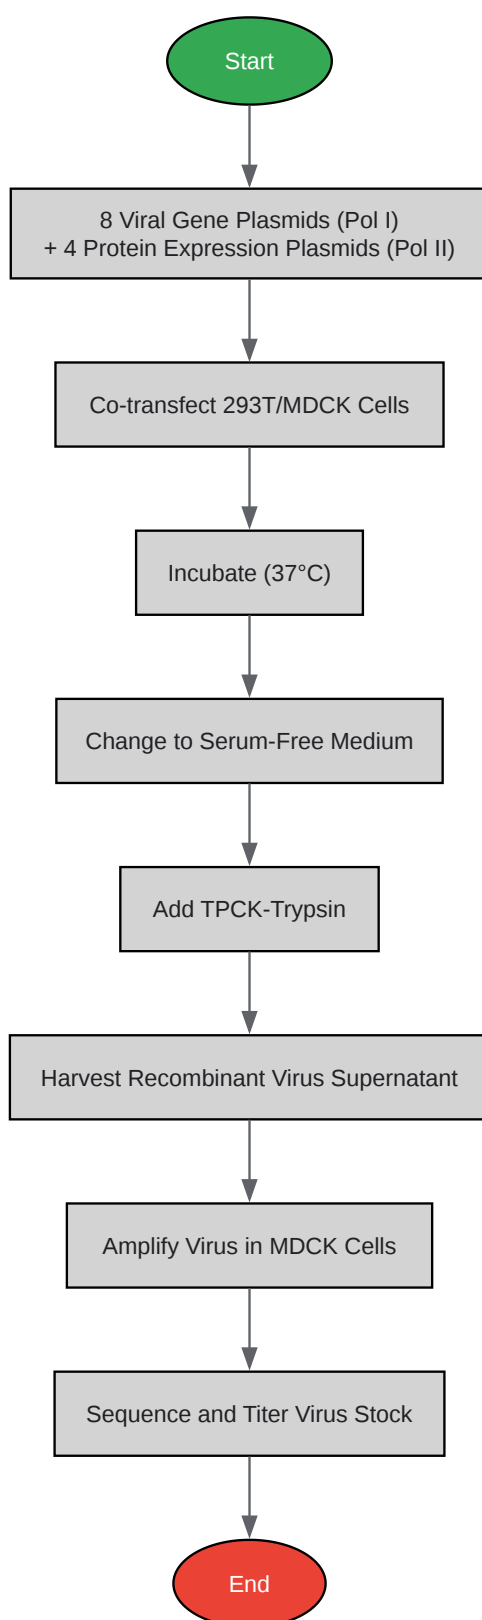 Start
8 Viral Gene Plasmids (Pol I)
+ 4 Protein Expression Plasmids (Pol II)
Co-transfect 293T/MDCK Cells
Incubate (37°C)
Change to Serum-Free Medium
Add TPCK-Trypsin
Harvest Recombinant Virus Supernatant
Amplify Virus in MDCK Cells
Sequence and Titer Virus Stock
End